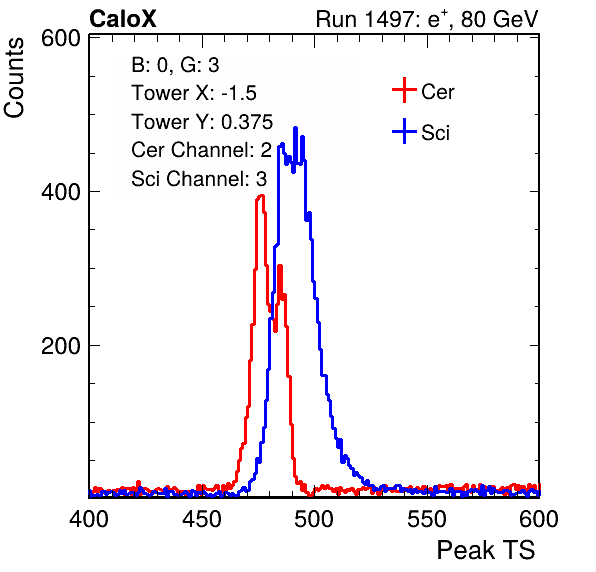 CaloX Run 1497: e⁺, 80 GeV
Counts
600
400
200
B: 0, G: 3
Tower X: -1.5
Tower Y: 0.375
Cer Channel: 2
Sci Channel: 3
Cer
Sci
400 450 500 550 600
Peak TS